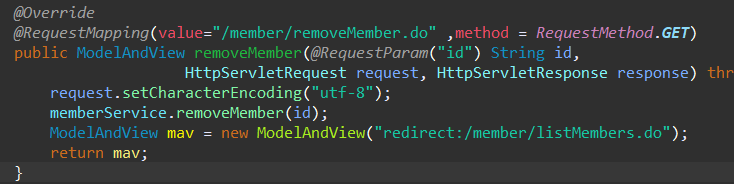 @Override
@RequestMapping(value="/member/removeMember.do" ,method = RequestMethod.GET)
public ModelAndView removeMember(@RequestParam("id") String id,
HttpServletRequest request, HttpServletResponse response) thr
request.setCharacterEncoding("utf-8");
memberService.removeMember(id);
ModelAndView mav = new ModelAndView("redirect:/member/listMembers.do");
return mav;
}